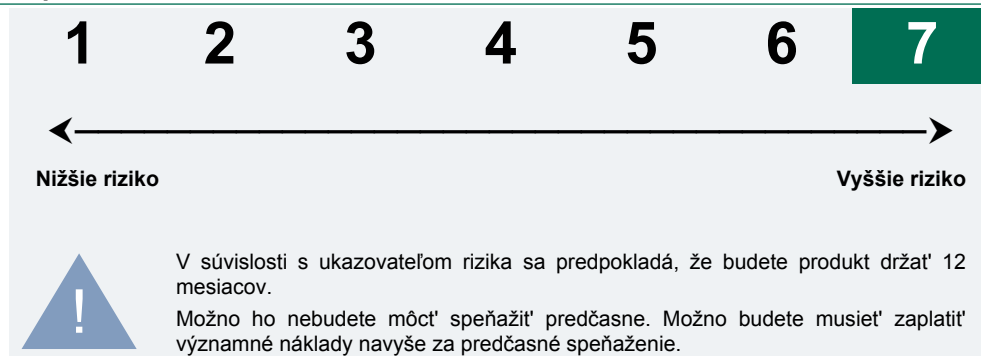 1 2 3 4 5 6 7
Nižšie riziko Vyššie riziko
!
V súvislosti s ukazovateľom rizika sa predpokladá, že budete produkt držať' 12
mesiacov.
Možno ho nebudete môcť' speňažiť' predčasne. Možno budete musieť' zaplatiť'
významné náklady navyše za predčasné speňaženie.